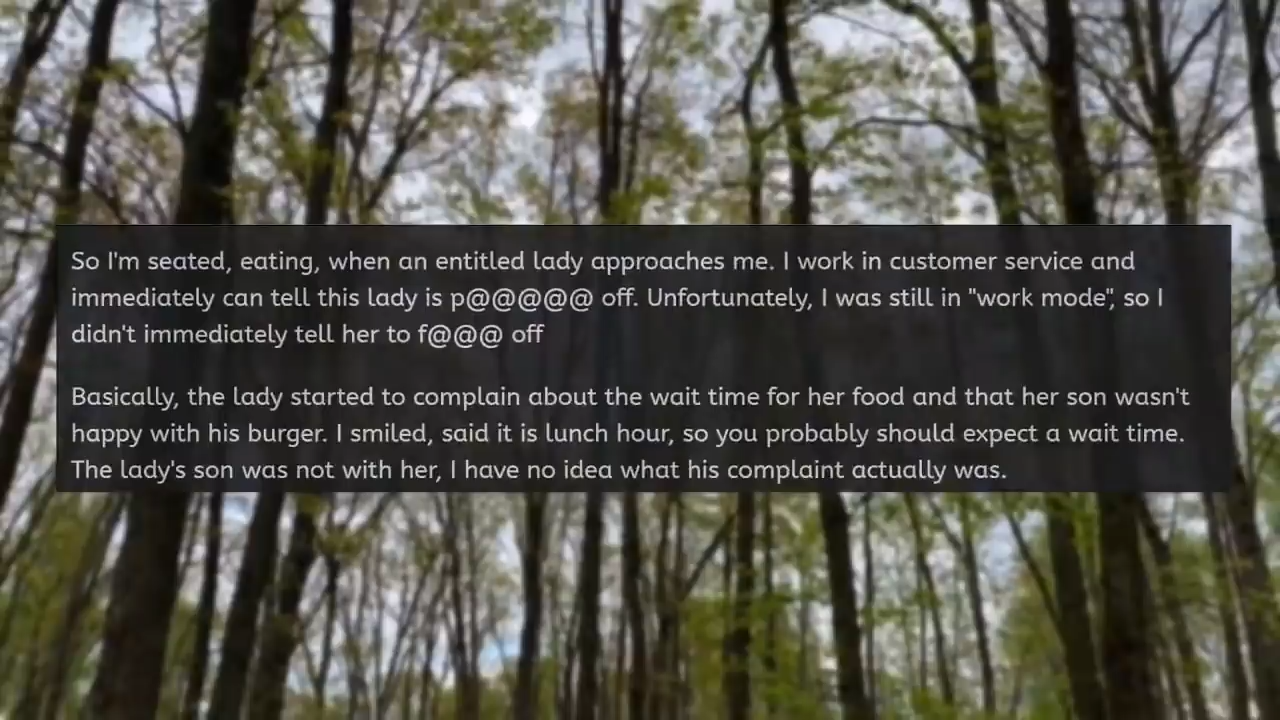 So I'm seated, eating, when an entitled lady approaches me. I work in customer service and
immediately can tell this lady is p@@@@@ off. Unfortunately, I was still in "work mode", so I
didn't immediately tell her to f@@@ off
Basically, the lady started to complain about the wait time for her food and that her son wasn't
happy with his burger. I smiled, said it is lunch hour, so you probably should expect a wait time.
The lady's son was not with her, I have no idea what his complaint actually was.